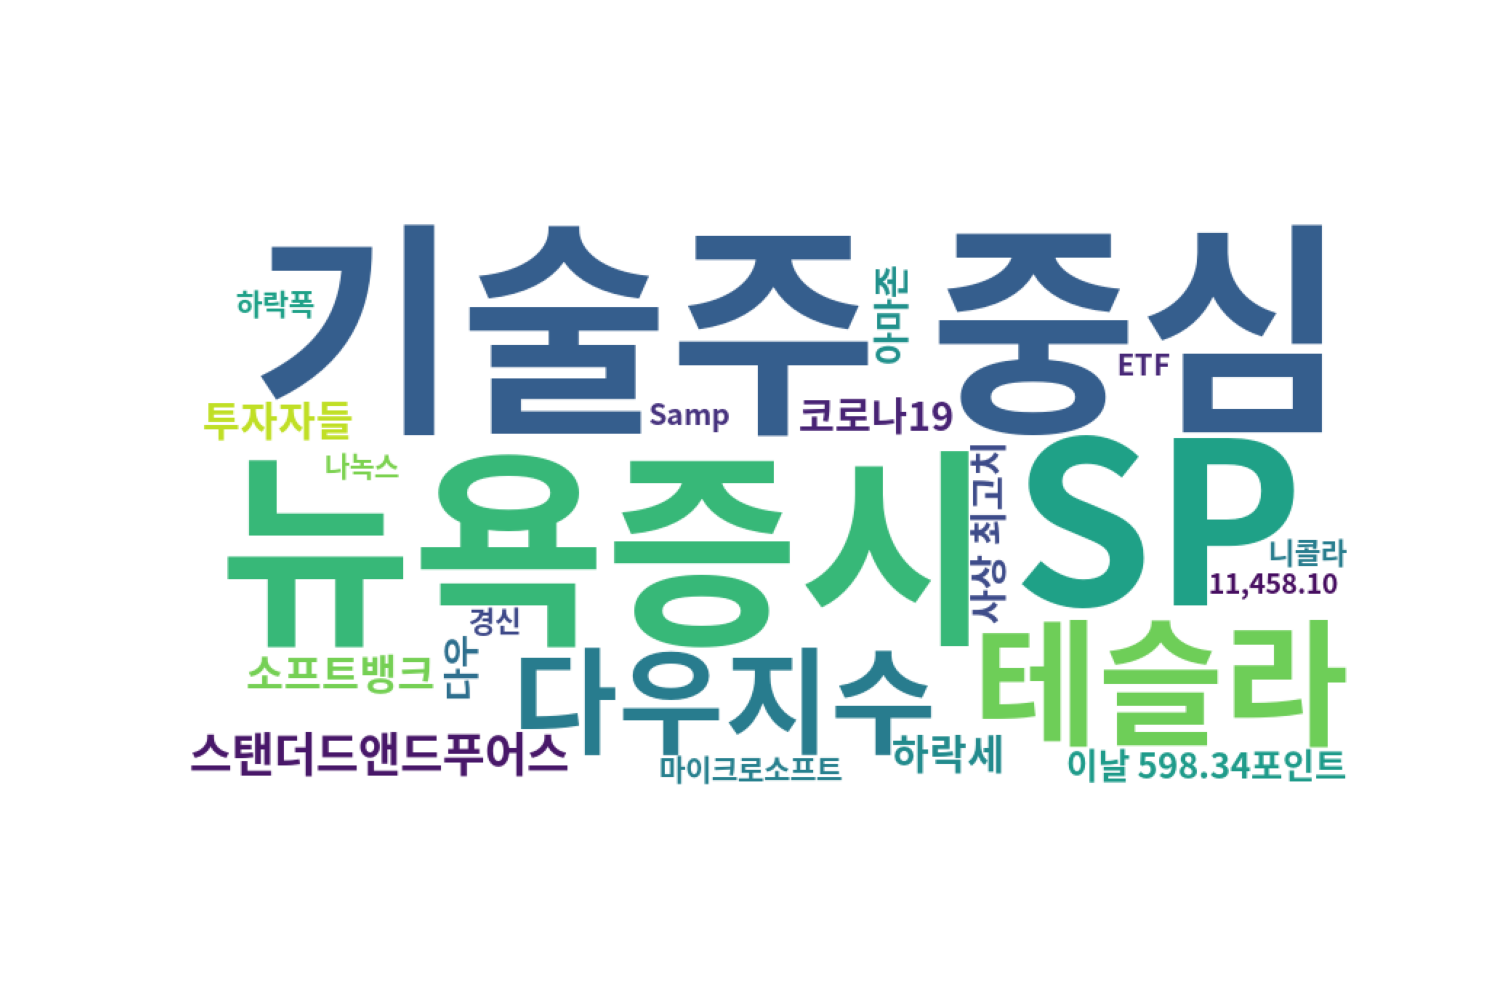 기술주 중심
하락폭
아마존
ETF
투자자들
Samp
코로나19
뉴욕증시
나녹스
사상 최고치
SP
니콜라
11,458.10
경신
다우
소프트뱅크
다우지수
테슬라
스탠더드앤드푸어스
마이크로소프트
하락세
이날 598.34포인트